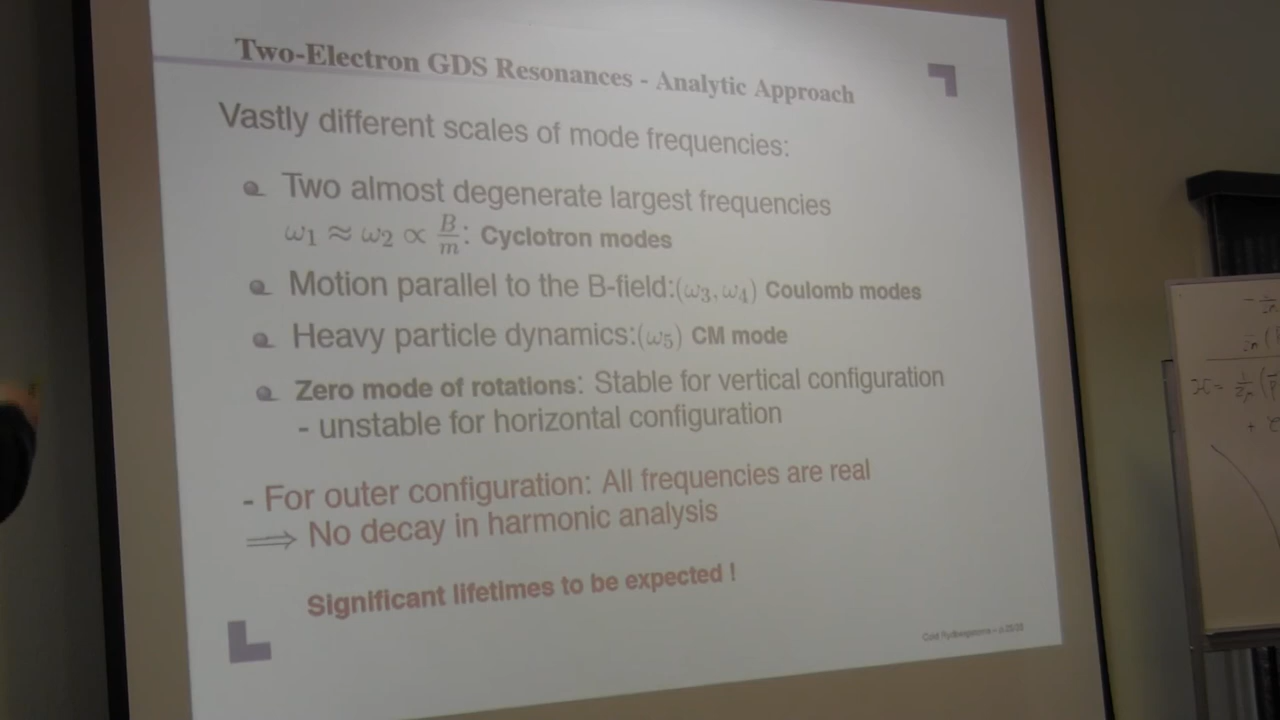 Two-Electron GDS Resonances - Analytic Approach
Vastly different scales of mode frequencies:
Two almost degenerate largest frequencies
ω₁ ≈ ω₂ ∝ B/m: Cyclotron modes
Motion parallel to the B-field:(ω₃, ω₄) Coulomb modes
Heavy particle dynamics:(ω₅) CM mode
Zero mode of rotations: Stable for vertical configuration
- unstable for horizontal configuration
- For outer configuration: All frequencies are real
⟹ No decay in harmonic analysis
Significant lifetimes to be expected !